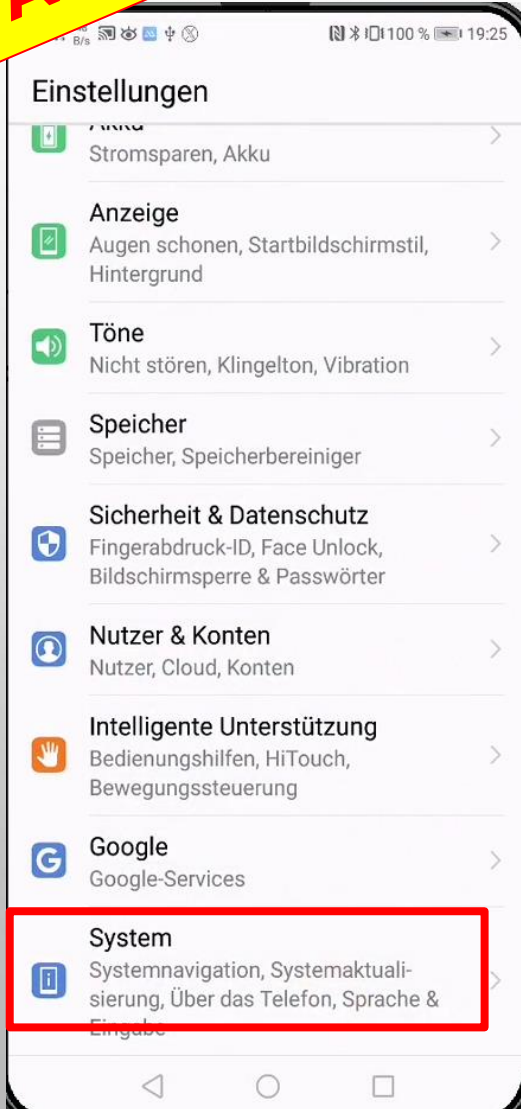 A
B/s 100 % 19:25
Einstellungen
Akku
Stromsparen, Akku
Anzeige
Augen schonen, Startbildschirmstil,
Hintergrund
Töne
Nicht stören, Klingelton, Vibration
Speicher
Speicher, Speicherbereiniger
Sicherheit & Datenschutz
Fingerabdruck-ID, Face Unlock,
Bildschirmsperre & Passwörter
Nutzer & Konten
Nutzer, Cloud, Konten
Intelligente Unterstützung
Bedienungshilfen, HiTouch,
Bewegungssteuerung
Google
Google-Services
System
Systemnavigation, Systemaktuali-
sierung, Über das Telefon, Sprache &
Eingabe